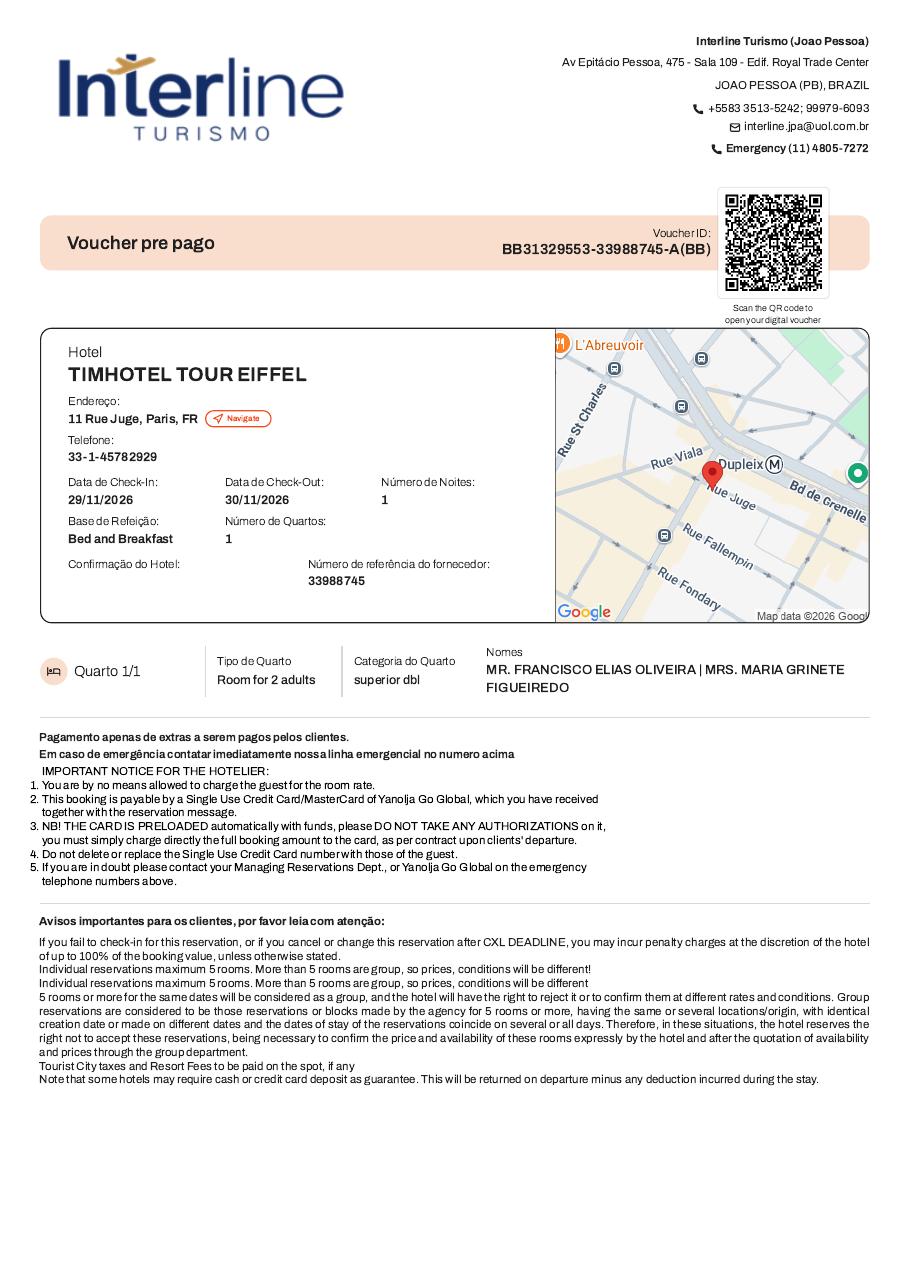 Interline
TURISMO
Interline Turismo (Joao Pessoa)
Av Epitácio Pessoa, 475 - Sala 109 - Edif. Royal Trade Center
JOAO PESSOA (PB), BRAZIL
+5583 3513-5242; 99979-6093
interline.jpa@uol.com.br
Emergency (11) 4805-7272
Voucher pre pago
Voucher ID:
BB31329553-33988745-A(BB)
Scan the QR code to
open your digital voucher
Hotel
TIMHOTEL TOUR EIFFEL
Endereço:
11 Rue Juge, Paris, FR
Navigate
Telefone:
33-1-45782929
Data de Check-In:
29/11/2026
Data de Check-Out:
30/11/2026
Número de Noites:
1
Base de Refeição:
Bed and Breakfast
Número de Quartos:
1
Confirmação do Hotel:
Número de referência do fornecedor:
33988745
L'Abreuvoir
Rue St Charles
Rue Viala
Dupleix M
Rue Juge
Bd de Grenelle
Rue Fallempin
Rue Fondary
Google
Map data ©2026 Googl
Quarto 1/1
Tipo de Quarto
Room for 2 adults
Categoria do Quarto
superior dbl
Nomes
MR. FRANCISCO ELIAS OLIVEIRA | MRS. MARIA GRINETE
FIGUEIREDO
Pagamento apenas de extras a serem pagos pelos clientes.
Em caso de emergência contatar imediatamente nossa linha emergencial no numero acima
IMPORTANT NOTICE FOR THE HOTELIER:
1. You are by no means allowed to charge the guest for the room rate.
2. This booking is payable by a Single Use Credit Card/MasterCard of Yanolja Go Global, which you have received
together with the reservation message.
3. NB! THE CARD IS PRELOADED automatically with funds, please DO NOT TAKE ANY AUTHORIZATIONS on it,
you must simply charge directly the full booking amount to the card, as per contract upon clients' departure.
4. Do not delete or replace the Single Use Credit Card number with those of the guest.
5. If you are in doubt please contact your Managing Reservations Dept., or Yanolja Go Global on the emergency
telephone numbers above.
Avisos importantes para os clientes, por favor leia com atenção:
If you fail to check-in for this reservation, or if you cancel or change this reservation after CXL DEADLINE, you may incur penalty charges at the discretion of the hotel
of up to 100% of the booking value, unless otherwise stated.
Individual reservations maximum 5 rooms. More than 5 rooms are group, so prices, conditions will be different!
Individual reservations maximum 5 rooms. More than 5 rooms are group, so prices, conditions will be different
5 rooms or more for the same dates will be considered as a group, and the hotel will have the right to reject it or to confirm them at different rates and conditions. Group
reservations are considered to be those reservations or blocks made by the agency for 5 rooms or more, having the same or several locations/origin, with identical
creation date or made on different dates and the dates of stay of the reservations coincide on several or all days. Therefore, in these situations, the hotel reserves the
right not to accept these reservations, being necessary to confirm the price and availability of these rooms expressly by the hotel and after the quotation of availability
and prices through the group department.
Tourist City taxes and Resort Fees to be paid on the spot, if any
Note that some hotels may require cash or credit card deposit as guarantee. This will be returned on departure minus any deduction incurred during the stay.